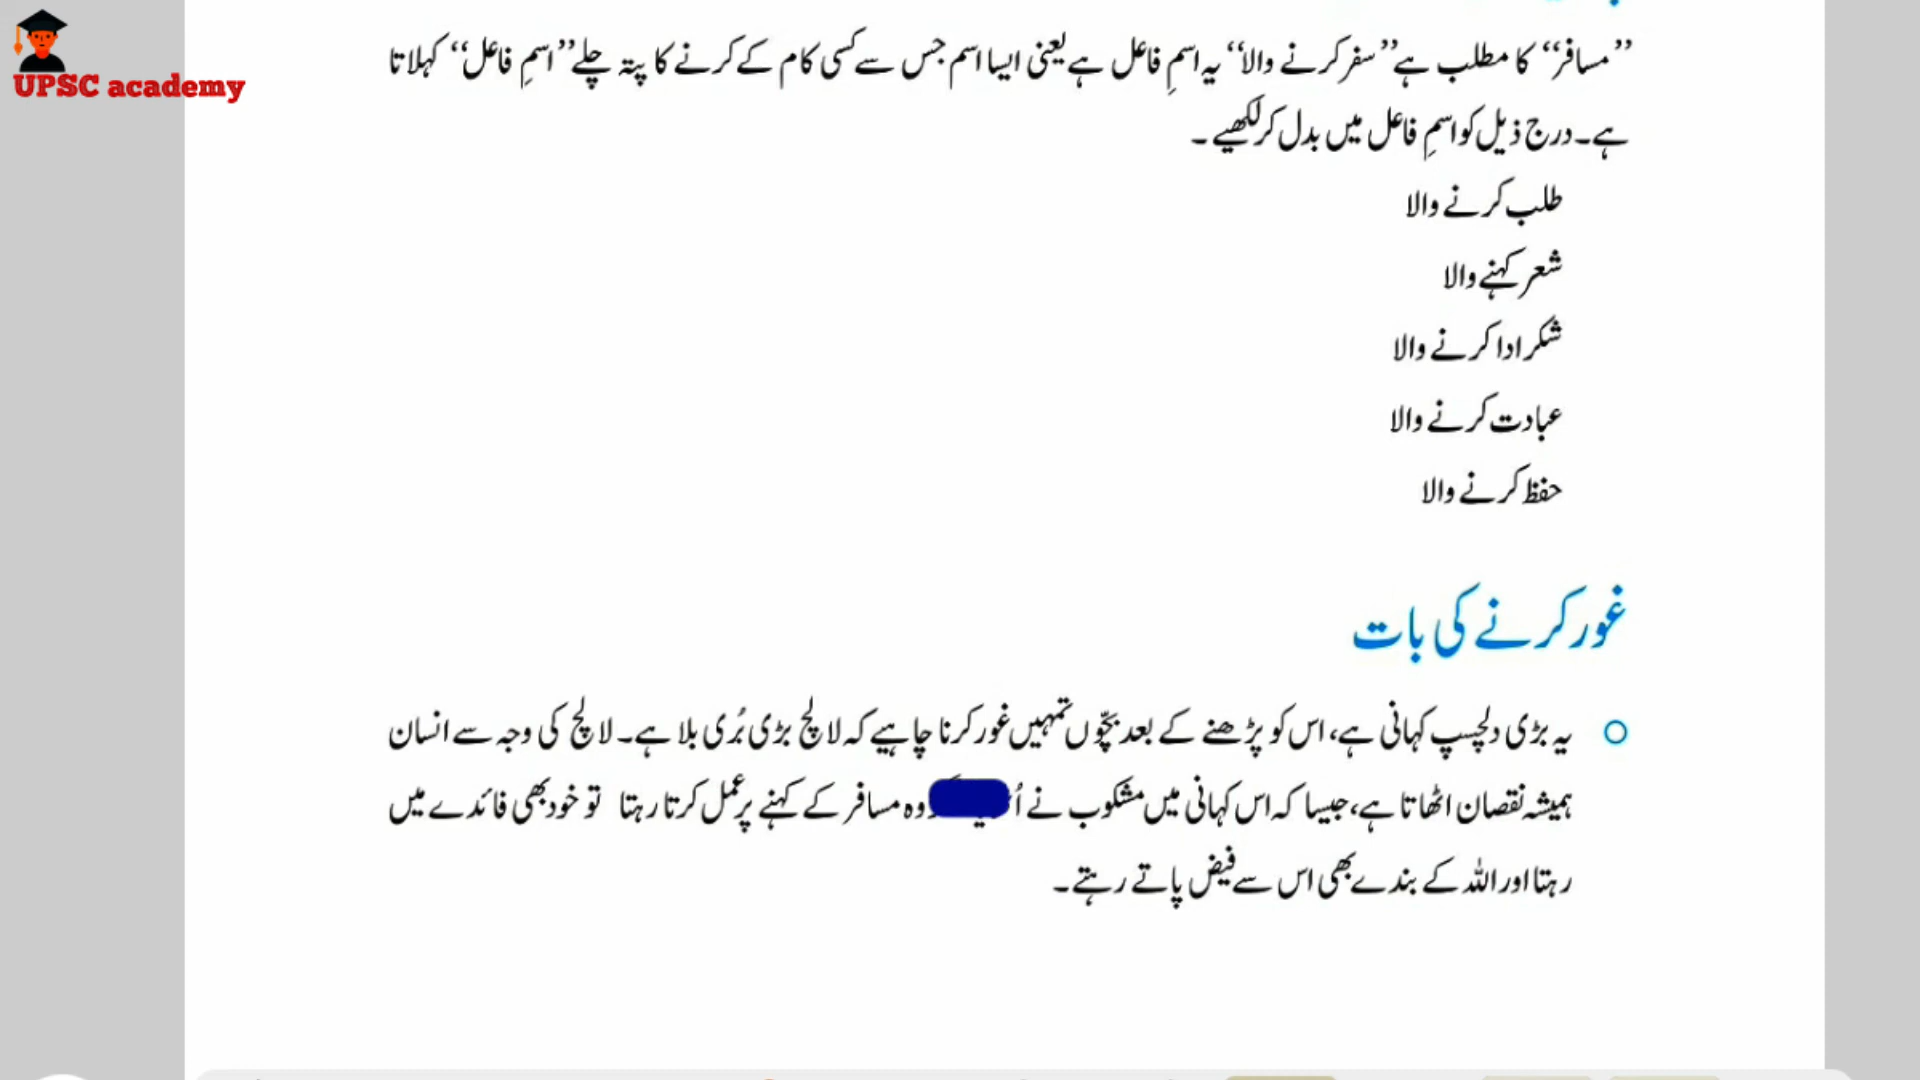 UPSC academy
”مسافر“ کا مطلب ہے ”سفر کرنے والا“ یہ اسمِ فاعل ہے یعنی ایسا اسم جس سے کسی کام کے کرنے کا پتہ چلے ”اسمِ فاعل“ کہلاتا
ہے۔ درج ذیل کو اسمِ فاعل میں بدل کر لکھیے۔
طلب کرنے والا
شعر کہنے والا
شکر ادا کرنے والا
عبادت کرنے والا
حفظ کرنے والا
غور کرنے کی بات
یہ بڑی دلچسپ کہانی ہے، اس کو پڑھنے کے بعد بچّوں تمہیں غور کرنا چاہیے کہ لالچ بڑی بُری بلا ہے۔ لالچ کی وجہ سے انسان
ہمیشہ نقصان اٹھاتا ہے، جیسا کہ اس کہانی میں مشکوب نے وہ مسافر کے کہنے پر عمل کرتا رہتا تو خود بھی فائدے میں
رہتا اور اللہ کے بندے بھی اس سے فیض پاتے رہتے۔